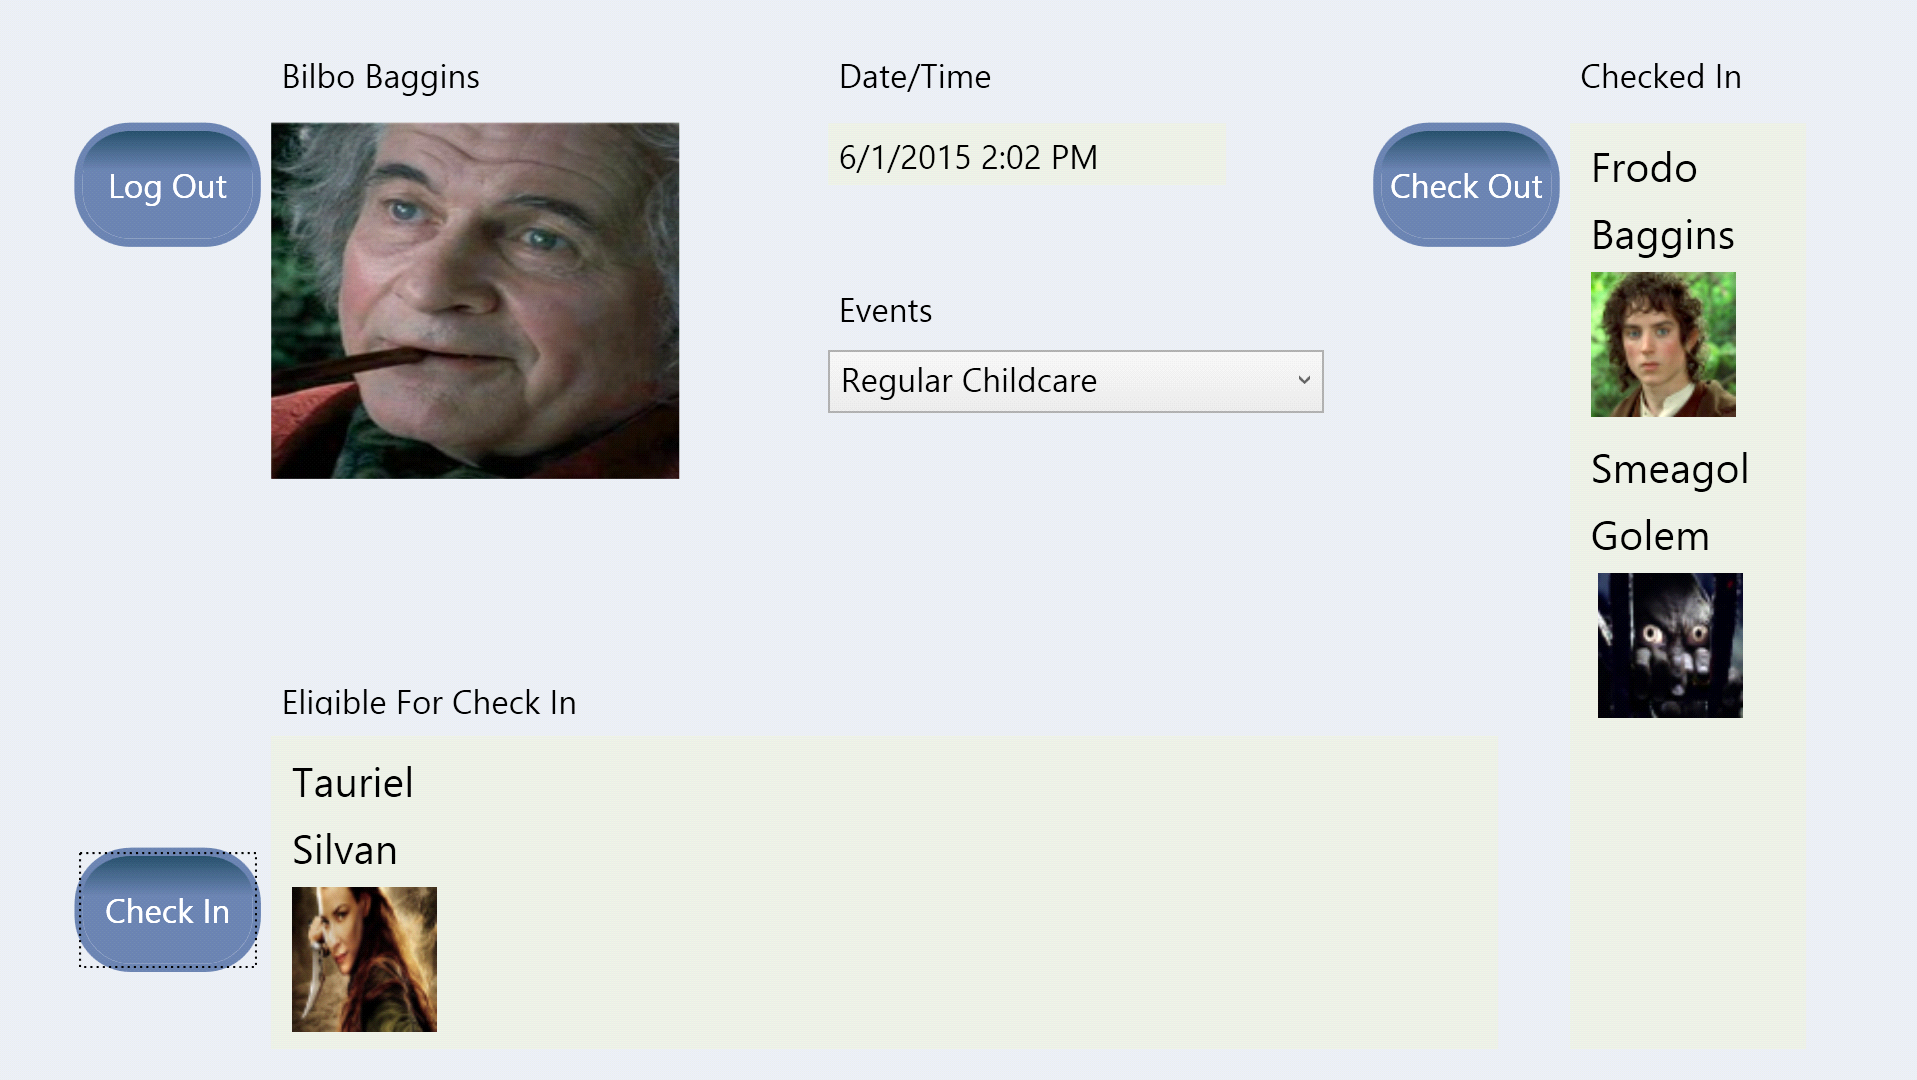 Bilbo Baggins
Log Out
Date/Time
6/1/2015 2:02 PM
Events
Regular Childcare
Check Out
Checked In
Frodo
Baggins
Smeagol
Golem
Eligible For Check In
Check In
Tauriel
Silvan